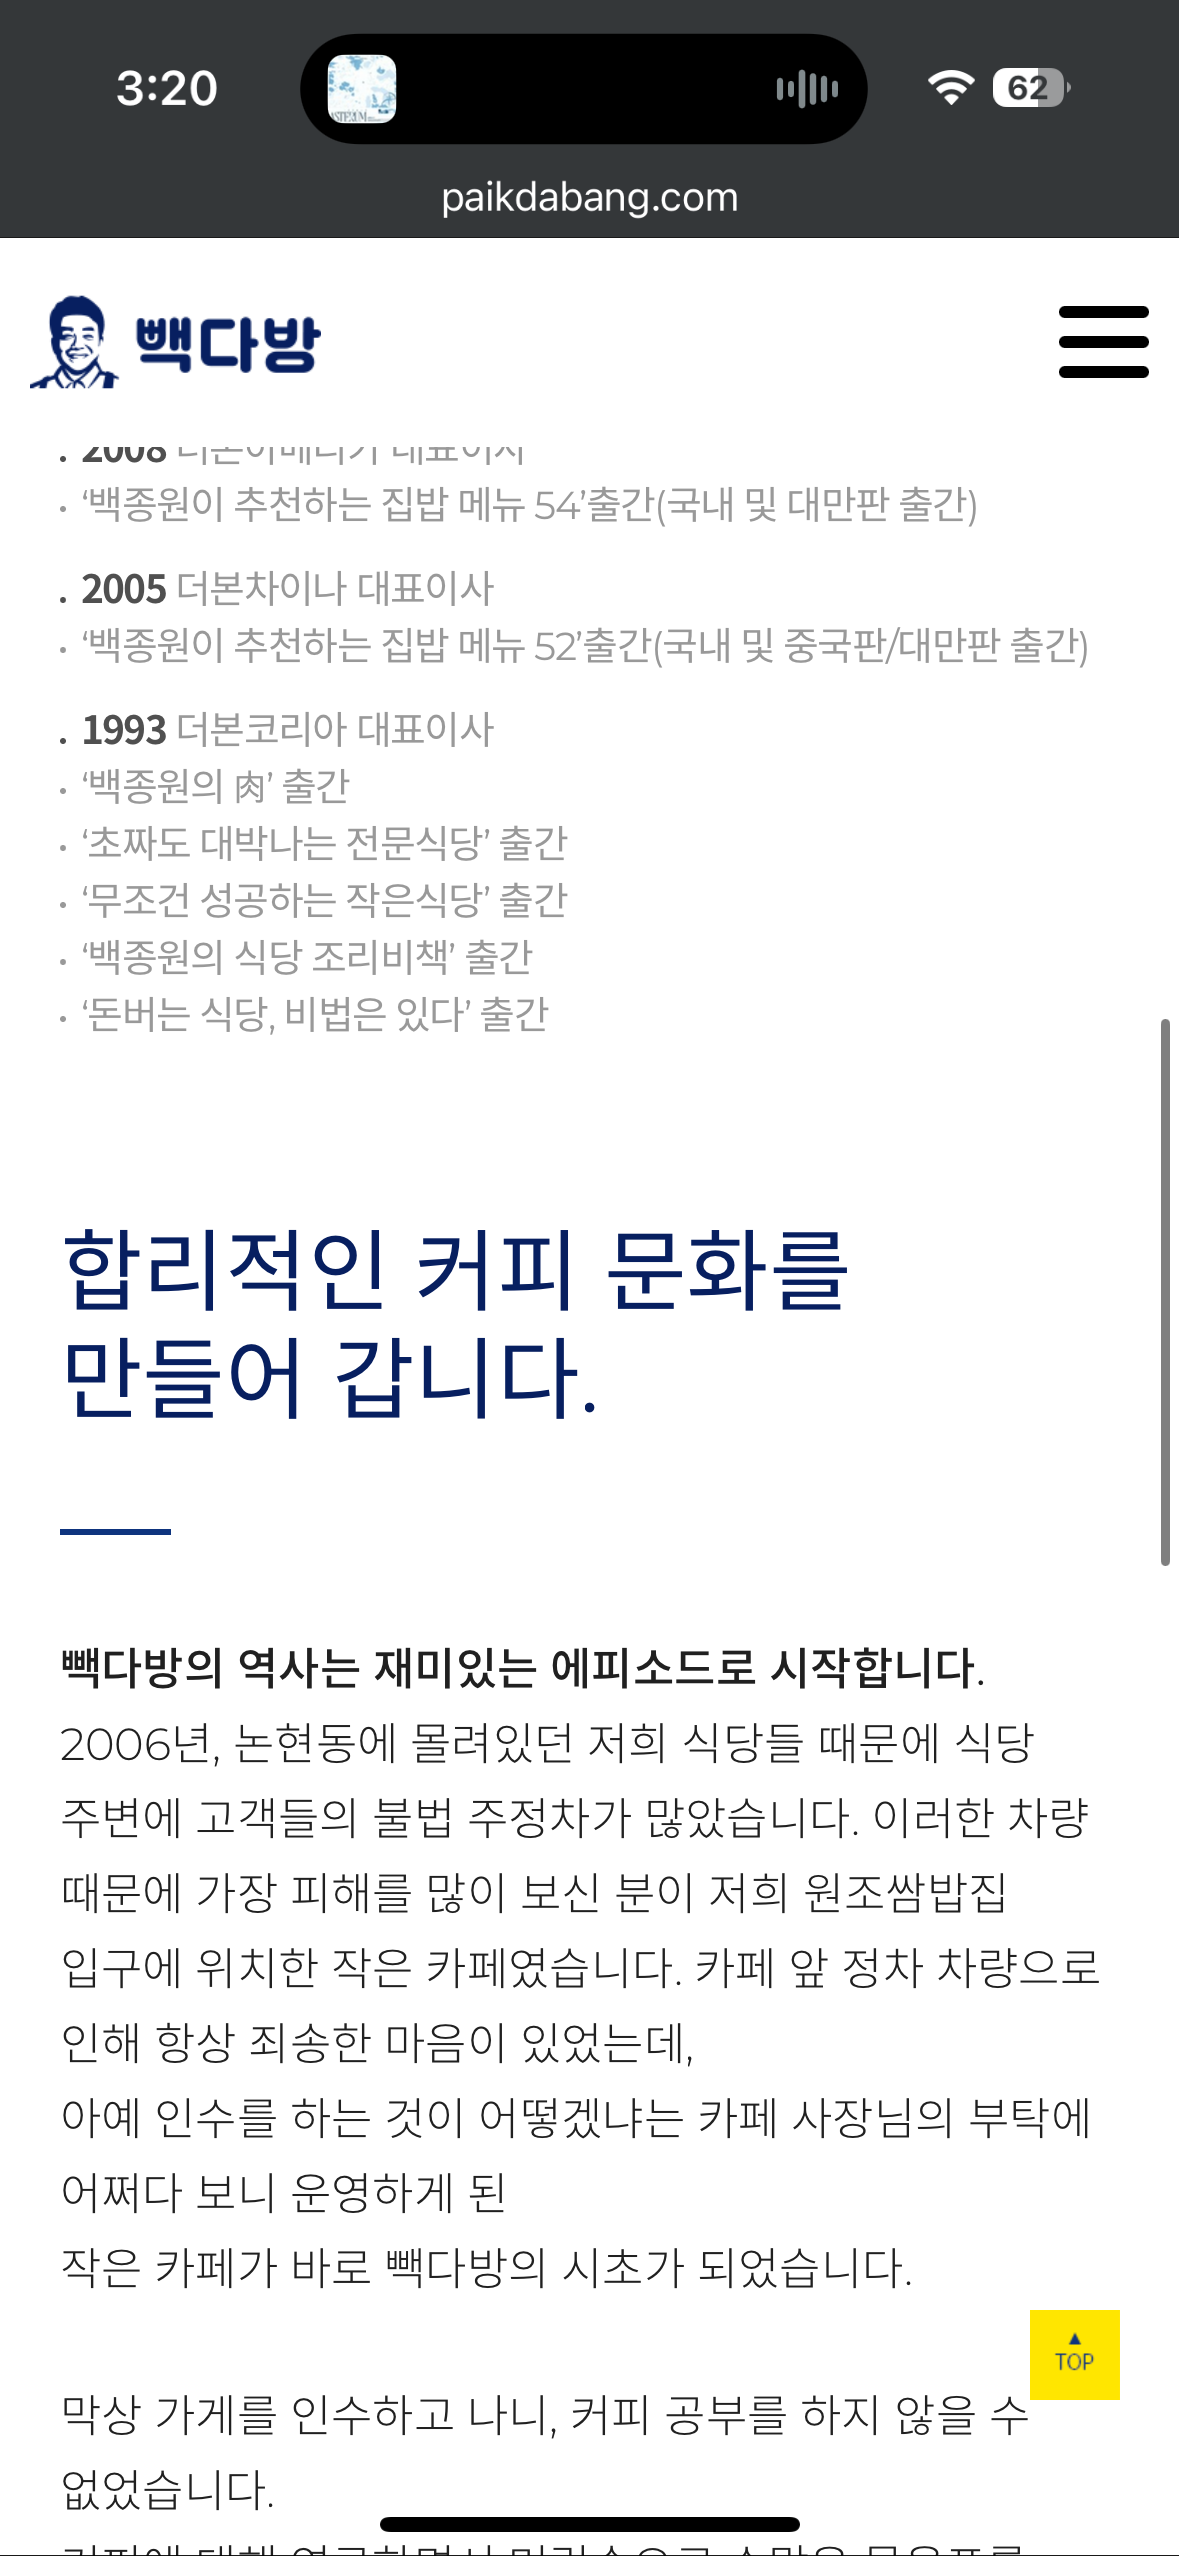 3:20
62
paikdabang.com
빽다방
. 2008 더본아메리카 대표이사
· ‘백종원이 추천하는 집밥 메뉴 54’출간(국내 및 대만판 출간)
. 2005 더본차이나 대표이사
· ‘백종원이 추천하는 집밥 메뉴 52’출간(국내 및 중국판/대만판 출간)
. 1993 더본코리아 대표이사
· ‘백종원의 肉’ 출간
· ‘초짜도 대박나는 전문식당’ 출간
· ‘무조건 성공하는 작은식당’ 출간
· ‘백종원의 식당 조리비책’ 출간
· ‘돈버는 식당, 비법은 있다’ 출간
합리적인 커피 문화를
만들어 갑니다.
빽다방의 역사는 재미있는 에피소드로 시작합니다.
2006년, 논현동에 몰려있던 저희 식당들 때문에 식당
주변에 고객들의 불법 주정차가 많았습니다. 이러한 차량
때문에 가장 피해를 많이 보신 분이 저희 원조쌈밥집
입구에 위치한 작은 카페였습니다. 카페 앞 정차 차량으로
인해 항상 죄송한 마음이 있었는데,
아예 인수를 하는 것이 어떻겠냐는 카페 사장님의 부탁에
어쩌다 보니 운영하게 된
작은 카페가 바로 빽다방의 시초가 되었습니다.
▲
TOP
막상 가게를 인수하고 나니, 커피 공부를 하지 않을 수
없었습니다.